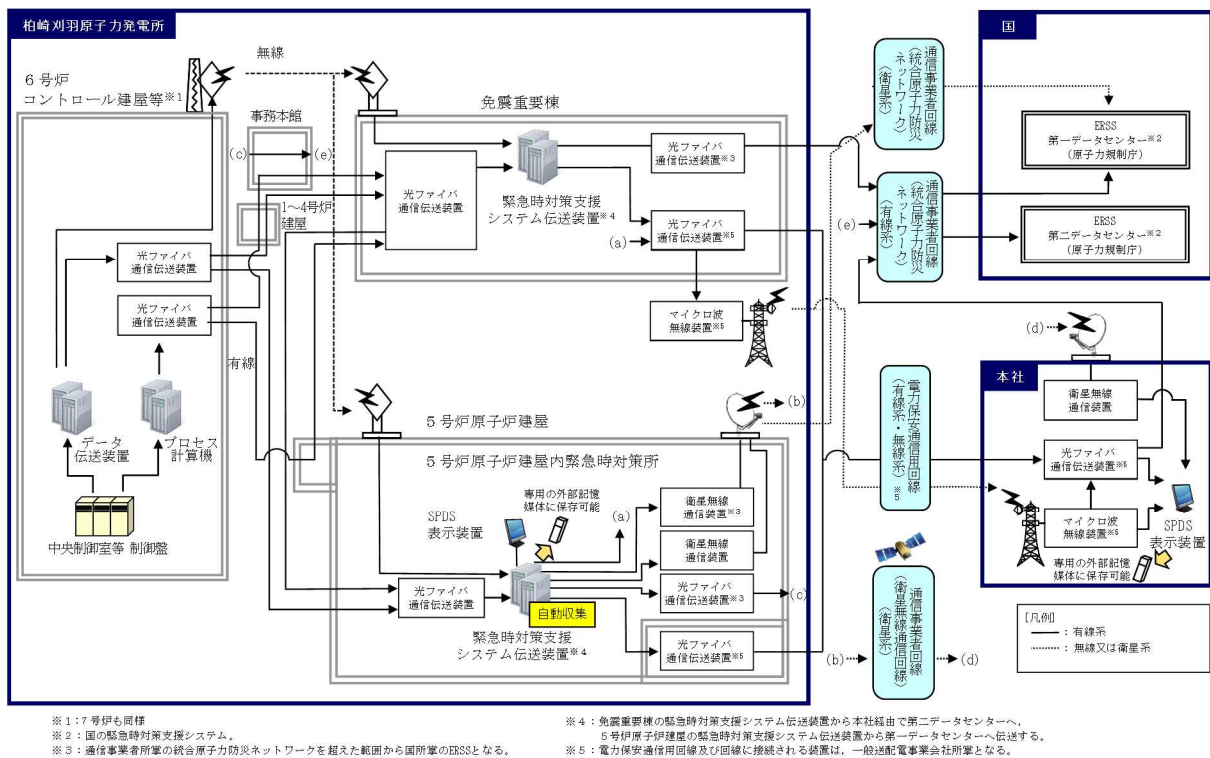 柏崎刈羽原子力発電所
6号炉
コントロール建屋等※1
無線
事務本館
(c)
(e)
1～4号炉
建屋
光ファイバ
通信伝送装置
光ファイバ
通信伝送装置
有線
データ
伝送装置
プロセス
計算機
中央制御室等 制御盤
免震重要棟
光ファイバ
通信伝送装置
緊急時対策支援
システム伝送装置※4
光ファイバ
通信伝送装置※3
(a)
光ファイバ
通信伝送装置※5
マイクロ波
無線装置※5
5号炉原子炉建屋
(b)
5号炉原子炉建屋内緊急時対策所
SPDS
表示装置
専用の外部記憶
媒体に保存可能
(a)
衛星無線
通信装置※3
衛星無線
通信装置
光ファイバ
通信伝送装置
自動収集
光ファイバ
通信伝送装置※3
(c)
緊急時対策支援
システム伝送装置※4
光ファイバ
通信伝送装置※5
通信事業者回線
(統合原子力防災
ネットワーク)
(衛星系)
(e)
通信事業者回線
(統合原子力防災
ネットワーク)
(有線系)
国
ERSS
第一データセンター※2
(原子力規制庁)
ERSS
第二データセンター※2
(原子力規制庁)
(d)
電力保安通信用回線
(有線系・無線系)※5
本社
衛星無線
通信装置
光ファイバ
通信伝送装置※5
マイクロ波
無線装置※5
SPDS
表示装置
専用の外部記憶
媒体に保存可能
(b)
通信事業者回線
(衛星無線通信回線)
(衛星系)
(d)
[凡例]
：有線系
：無線又は衛星系
※1：7号炉も同様
※2：国の緊急時対策支援システム。
※3：通信事業者所掌の統合原子力防災ネットワークを超えた範囲から国所掌のERSSとなる。
※4：免震重要棟の緊急時対策支援システム伝送装置から本社経由で第二データセンターへ、
5号炉原子炉建屋の緊急時対策支援システム伝送装置から第一データセンターへ伝送する。
※5：電力保安通信用回線及び回線に接続される装置は、一般送配電事業会社所掌となる。